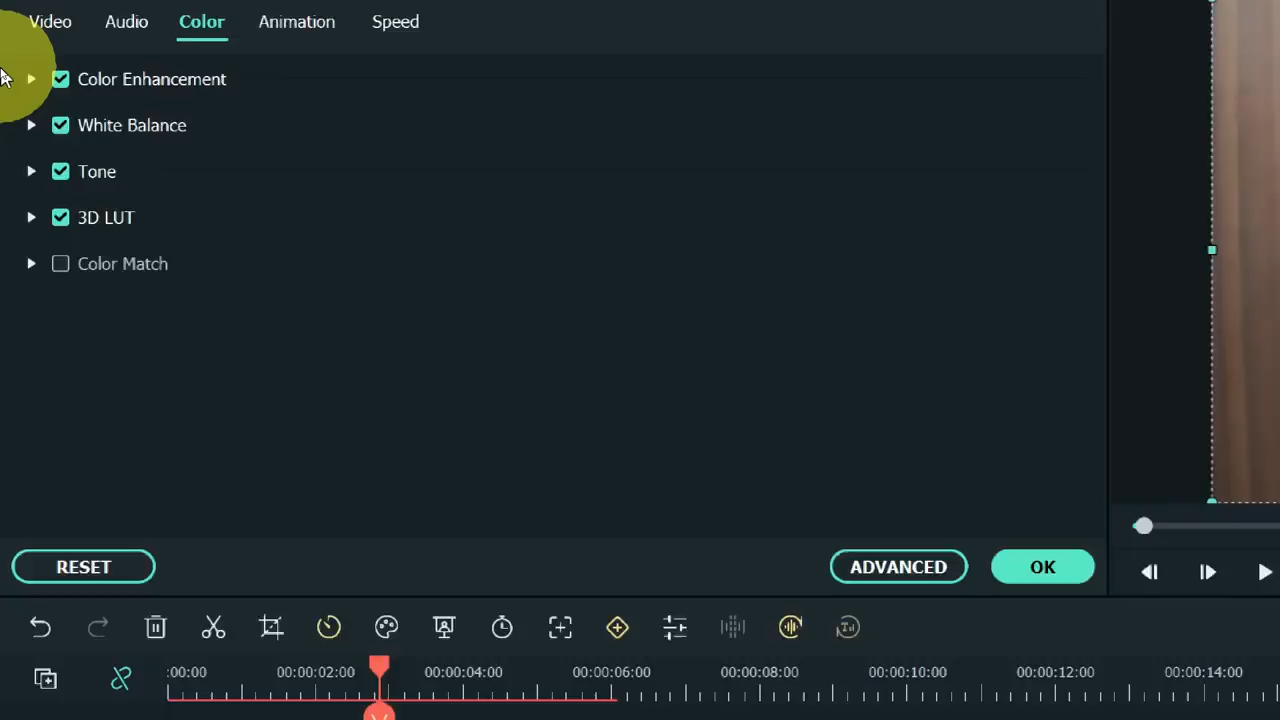 Video Audio Color Animation Speed
Color Enhancement
White Balance
Tone
3D LUT
Color Match
RESET ADVANCED OK
:00:00 00:00:02:00 00:00:04:00 00:00:06:00 00:00:08:00 00:00:10:00 00:00:12:00 00:00:14:00